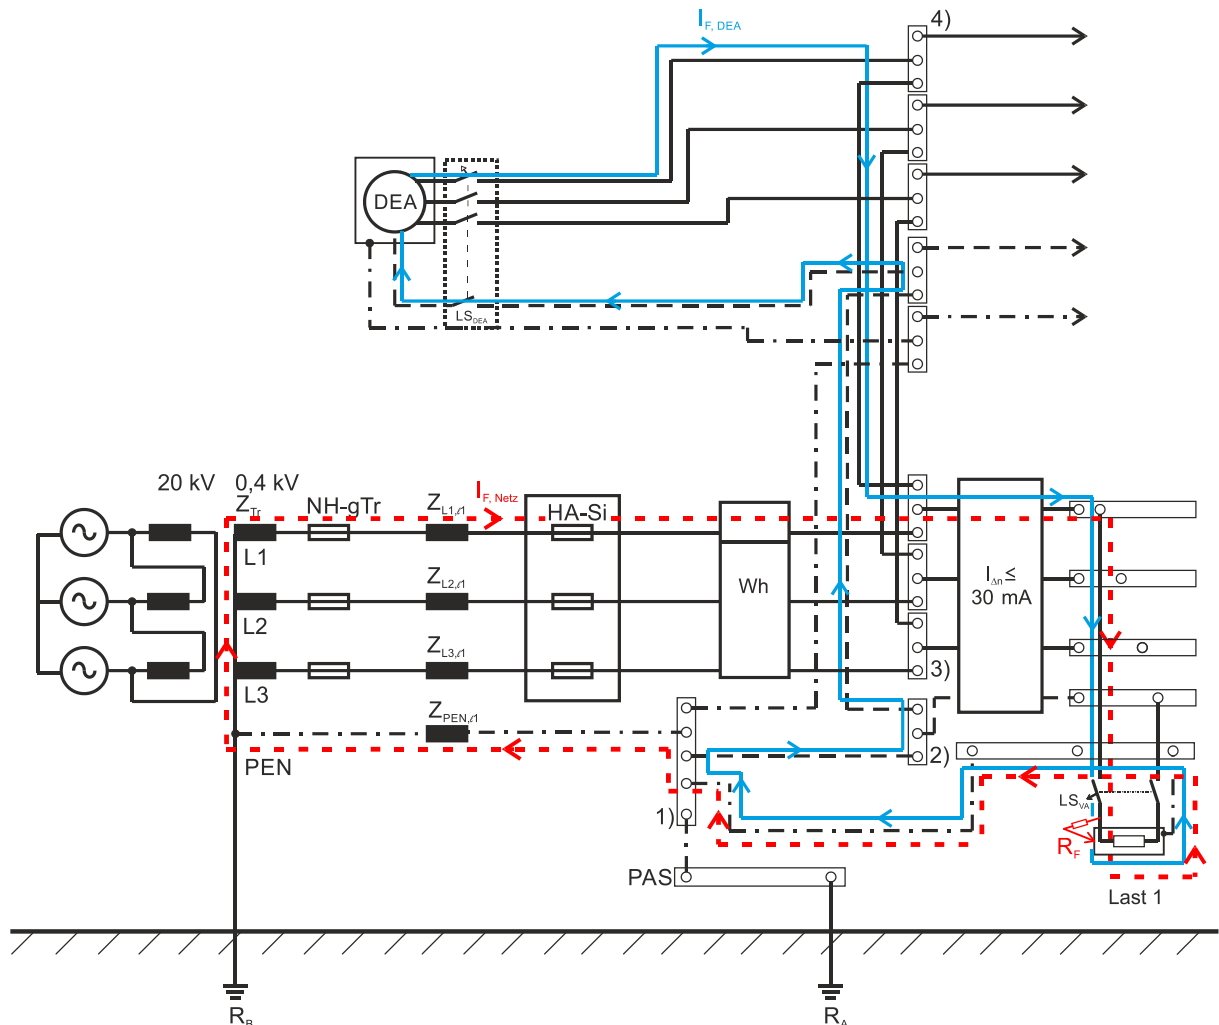 4)
I F, DEA
DEA
LS DEA
20 kV
0,4 kV
Z Tr
NH-gTr
Z L1,ℓ1
I F, Netz
HA-Si
L1
Z L2,ℓ1
L2
Wh
I Δn ≤
30 mA
Z L3,ℓ1
L3
3)
Z PEN,ℓ1
PEN
2)
1)
LS VA
R F
PAS
Last 1
R B
R A